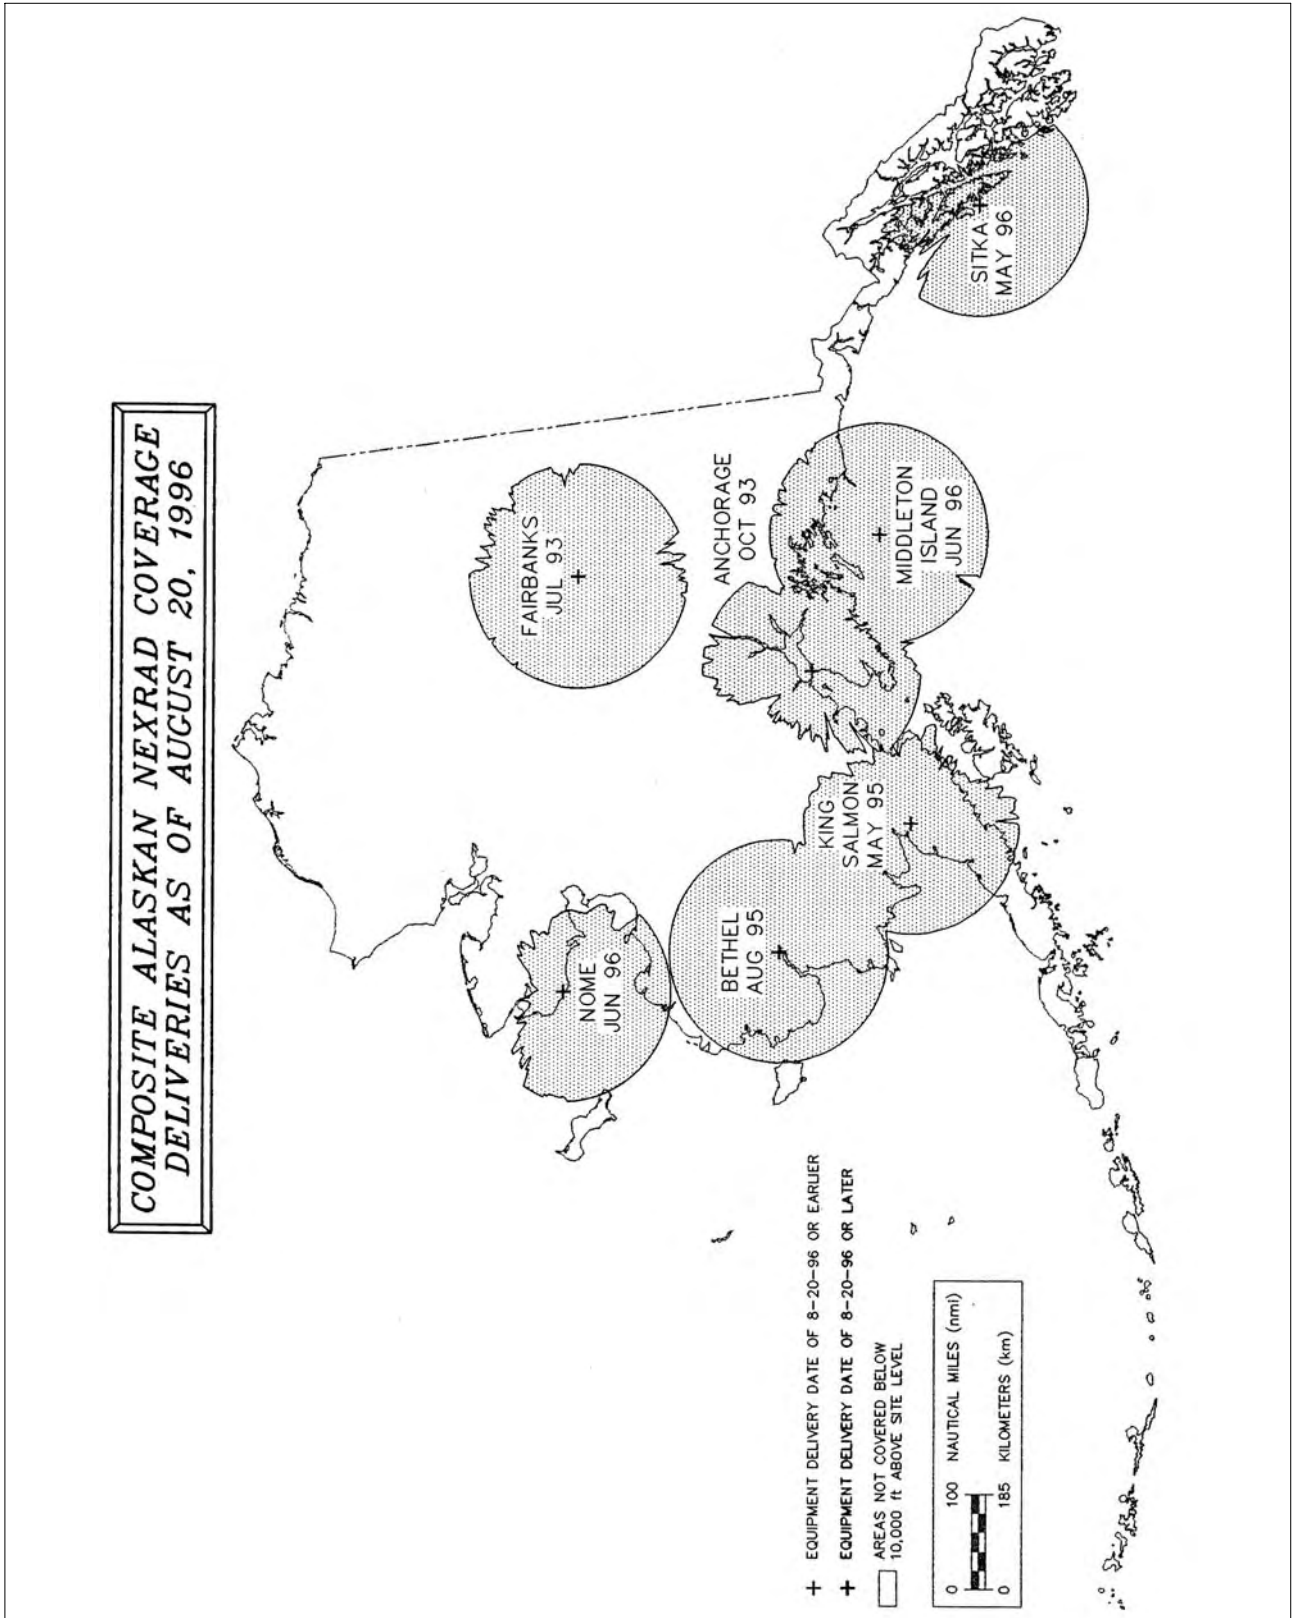 COMPOSITE ALASKAN NEXRAD COVERAGE
DELIVERIES AS OF AUGUST 20, 1996
FAIRBANKS
JUL 93
ANCHORAGE
OCT 93
MIDDLETON
ISLAND
JUN 96
SITKA
MAY 96
NOME
JUN 96
BETHEL
AUG 95
KING
SALMON
MAY 95
+ EQUIPMENT DELIVERY DATE OF 8-20-96 OR EARLIER
+ EQUIPMENT DELIVERY DATE OF 8-20-96 OR LATER
AREAS NOT COVERED BELOW
10,000 ft ABOVE SITE LEVEL
0 100 NAUTICAL MILES (nmi)
0 185 KILOMETERS (km)